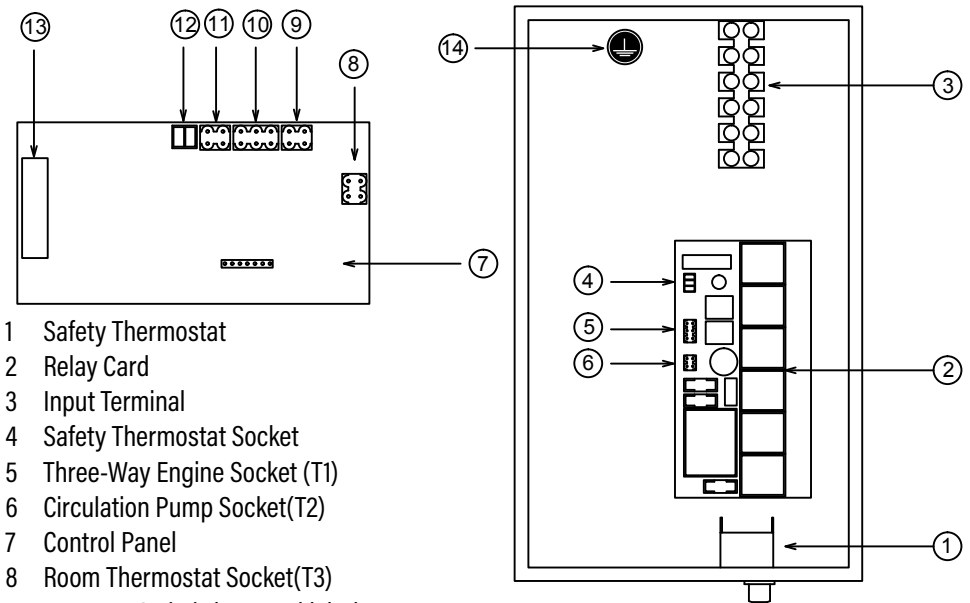 13
12
11
10
9
8
7
14
3
4
5
6
2
1
1 Safety Thermostat
2 Relay Card
3 Input Terminal
4 Safety Thermostat Socket
5 Three-Way Engine Socket (T1)
6 Circulation Pump Socket(T2)
7 Control Panel
8 Room Thermostat Socket(T3)